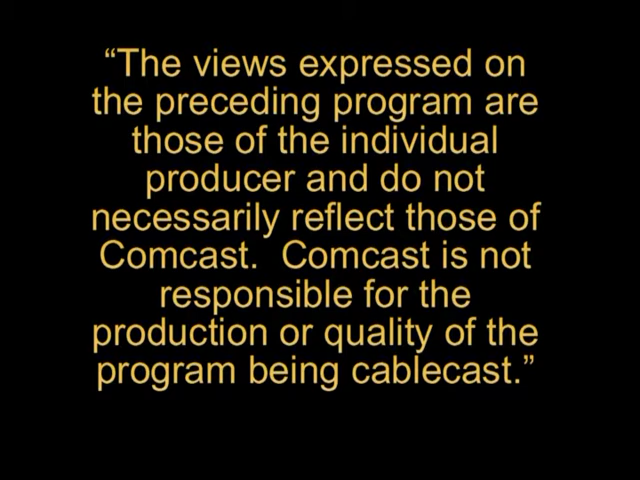 “The views expressed on
the preceding program are
those of the individual
producer and do not
necessarily reflect those of
Comcast.  Comcast is not
responsible for the
production or quality of the
program being cablecast.”